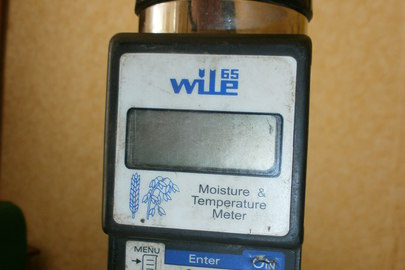 wile 65
Moisture &
Temperature
Meter
MENU
Enter
ON